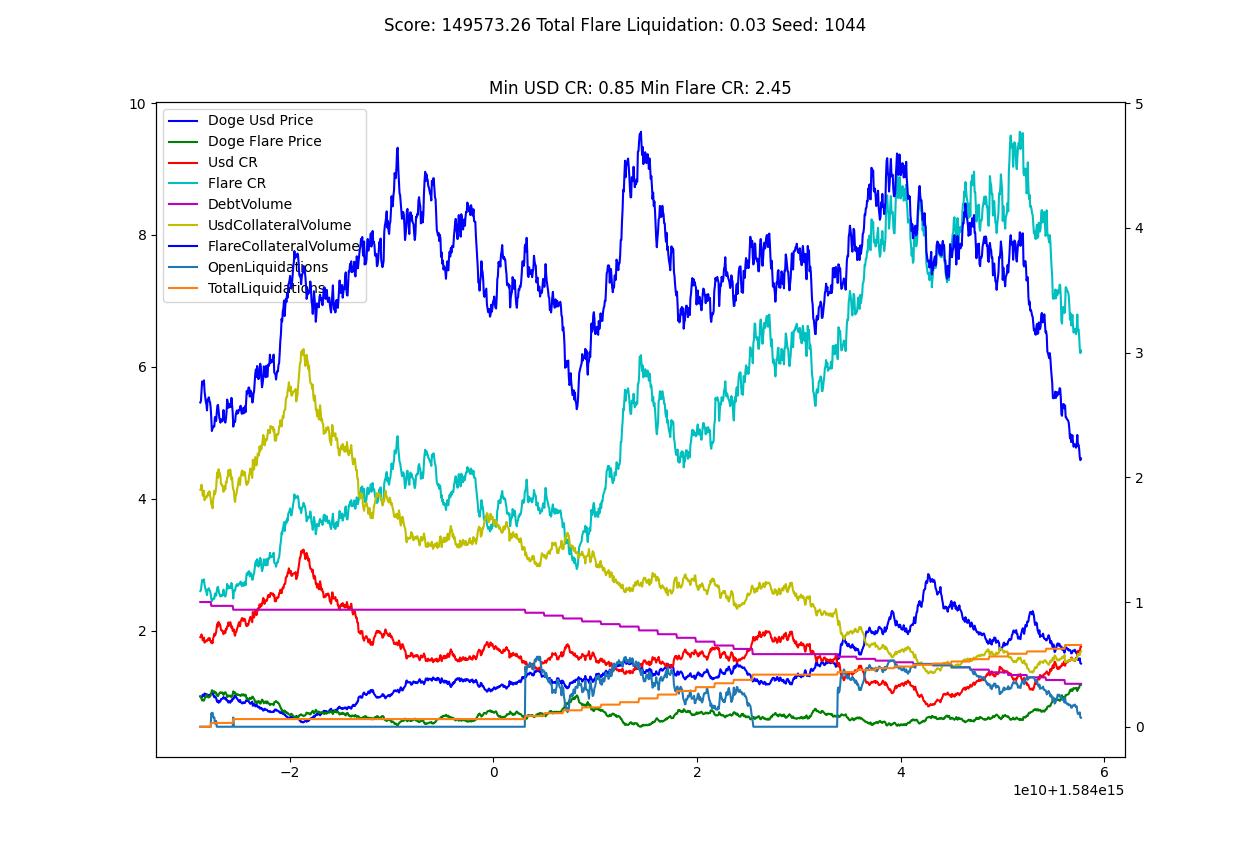 Score: 149573.26 Total Flare Liquidation: 0.03 Seed: 1044
Min USD CR: 0.85 Min Flare CR: 2.45
Doge Usd Price
Doge Flare Price
Usd CR
Flare CR
DebtVolume
UsdCollateralVolume
FlareCollateralVolume
OpenLiquidations
TotalLiquidations
10
8
6
4
2
5
4
3
2
1
0
−2
0
2
4
6
1e10+1.584e15